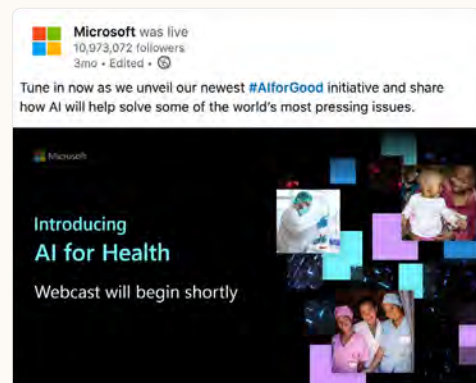 Microsoft was live
10,973,072 followers
3mo • Edited •
Tune in now as we unveil our newest #AIforGood initiative and share
how AI will help solve some of the world's most pressing issues.
Microsoft
Introducing
AI for Health
Webcast will begin shortly